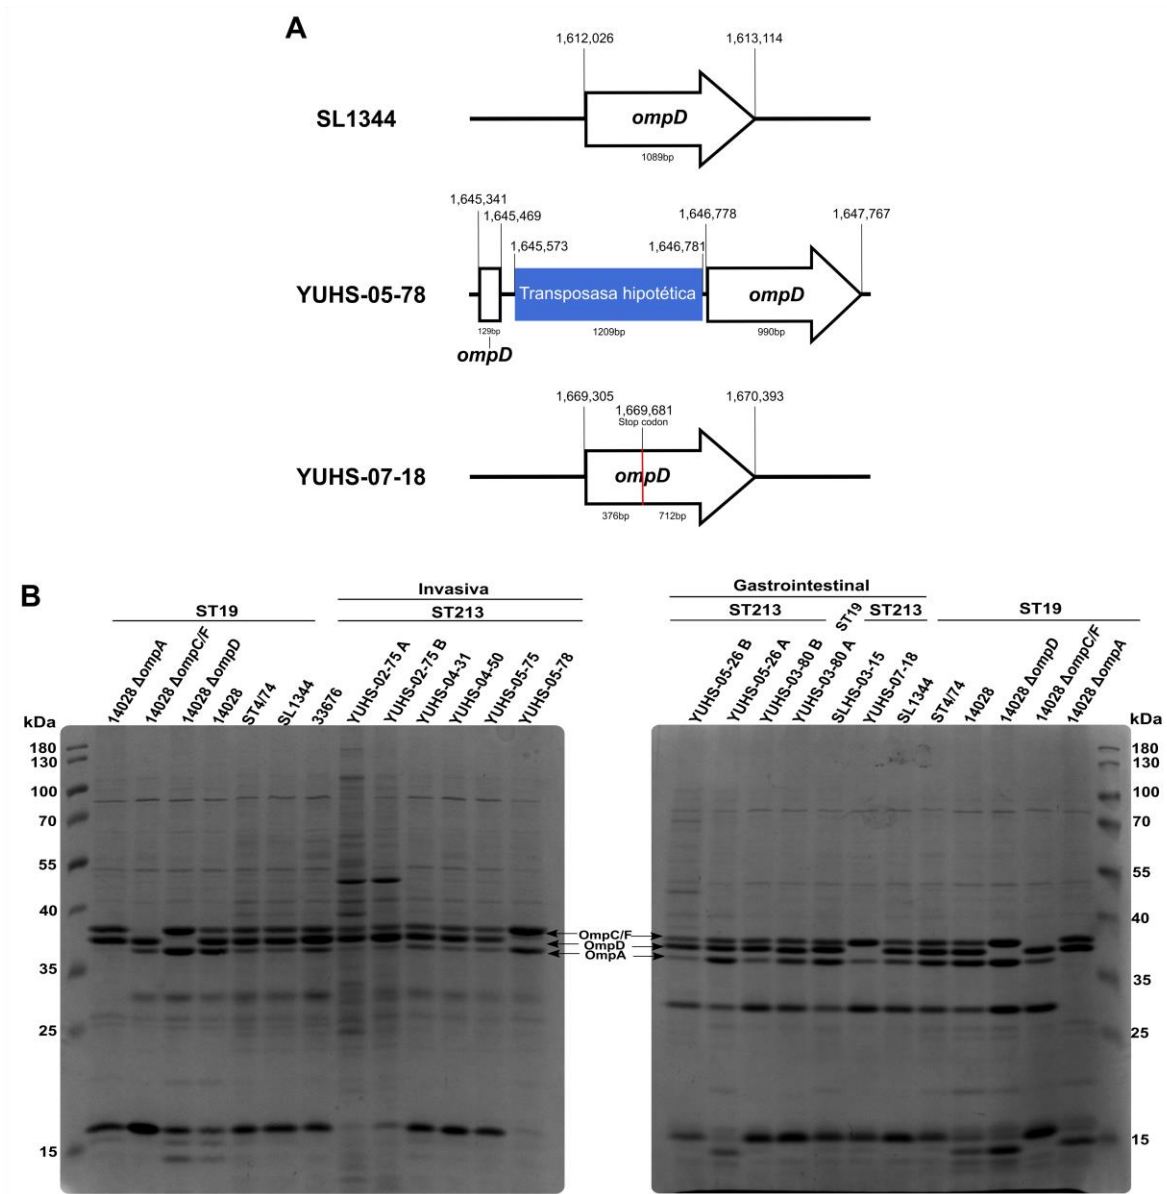 A
1,612,026
1,613,114
SL1344
ompD
1089bp
1,645,341
1,645,469
1,646,778
1,647,767
1,645,573
1,646,781
YUHS-05-78
Transposasa hipotética
ompD
129bp
1209bp
990bp
ompD
1,669,305
1,669,681
Stop codon
1,670,393
YUHS-07-18
ompD
376bp
712bp
B
Invasiva
ST19
ST213
14028 ΔompA
14028 ΔompC/F
14028 ΔompD
14028
ST4/74
SL1344
33676
YUHS-02-75 A
YUHS-02-75 B
YUHS-04-31
YUHS-04-50
YUHS-05-75
YUHS-05-78
kDa
180
130
100
70
55
40
35
25
15
Gastrointestinal
ST213
ST19
ST213
ST19
YUHS-05-26 B
YUHS-05-26 A
YUHS-03-80 B
YUHS-03-80 A
SLHS-03-15
YUHS-07-18
SL1344
ST4/74
14028
14028 ΔompD
14028 ΔompC/F
14028 ΔompA
OmpC/F
OmpD
OmpA
kDa
180
130
100
70
55
40
35
25
15